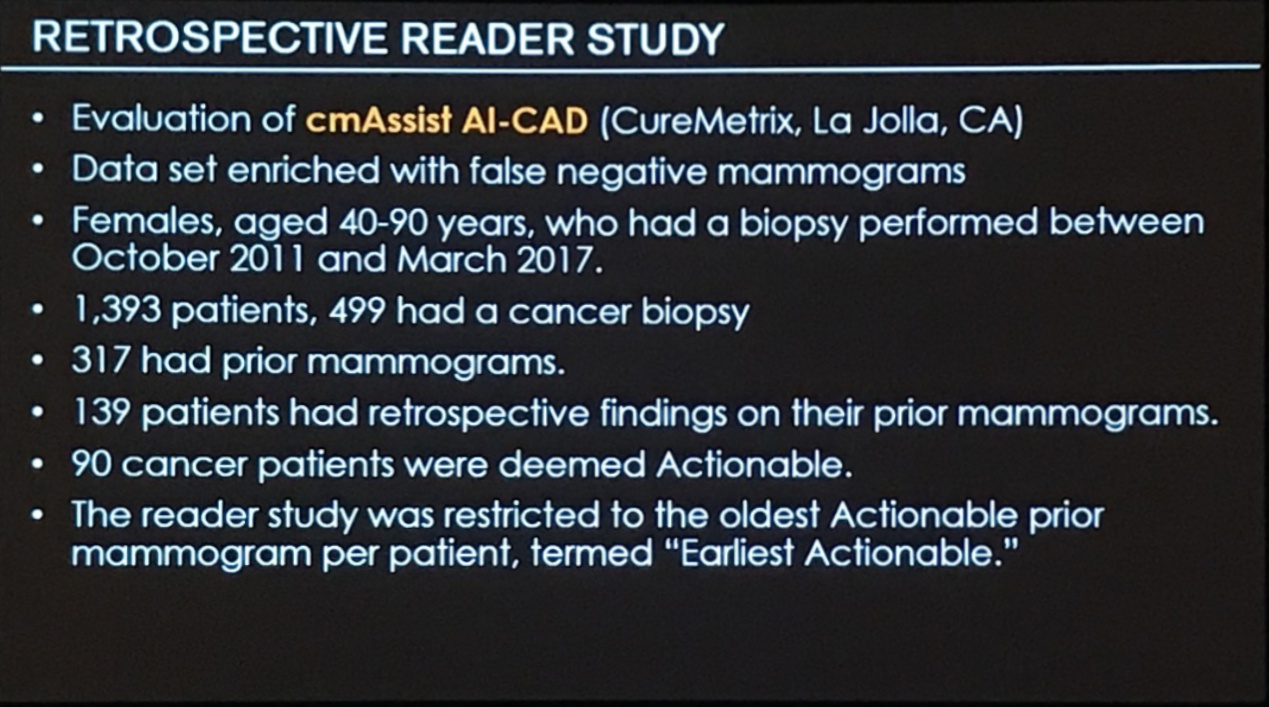 RETROSPECTIVE READER STUDY
• Evaluation of cmAssist AI-CAD (CureMetrix, La Jolla, CA)
• Data set enriched with false negative mammograms
• Females, aged 40-90 years, who had a biopsy performed between
October 2011 and March 2017.
• 1,393 patients, 499 had a cancer biopsy
• 317 had prior mammograms.
• 139 patients had retrospective findings on their prior mammograms.
• 90 cancer patients were deemed Actionable.
• The reader study was restricted to the oldest Actionable prior
mammogram per patient, termed “Earliest Actionable.”